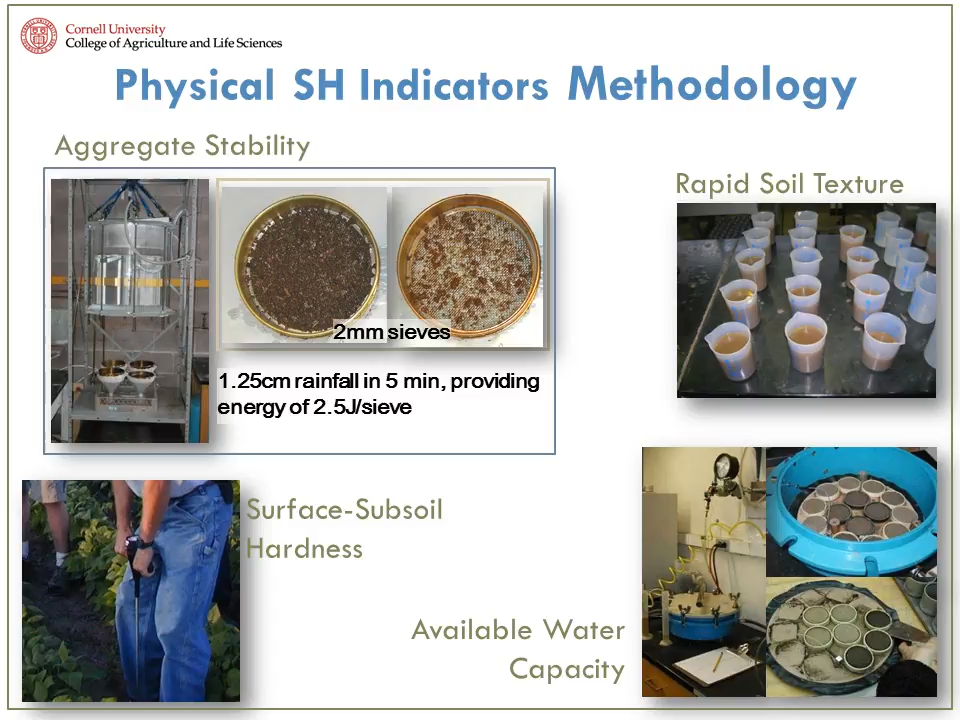 Cornell University
College of Agriculture and Life Sciences
Physical SH Indicators Methodology
Aggregate Stability
Rapid Soil Texture
2mm sieves
1.25cm rainfall in 5 min, providing
energy of 2.5J/sieve
Surface-Subsoil
Hardness
Available Water
Capacity